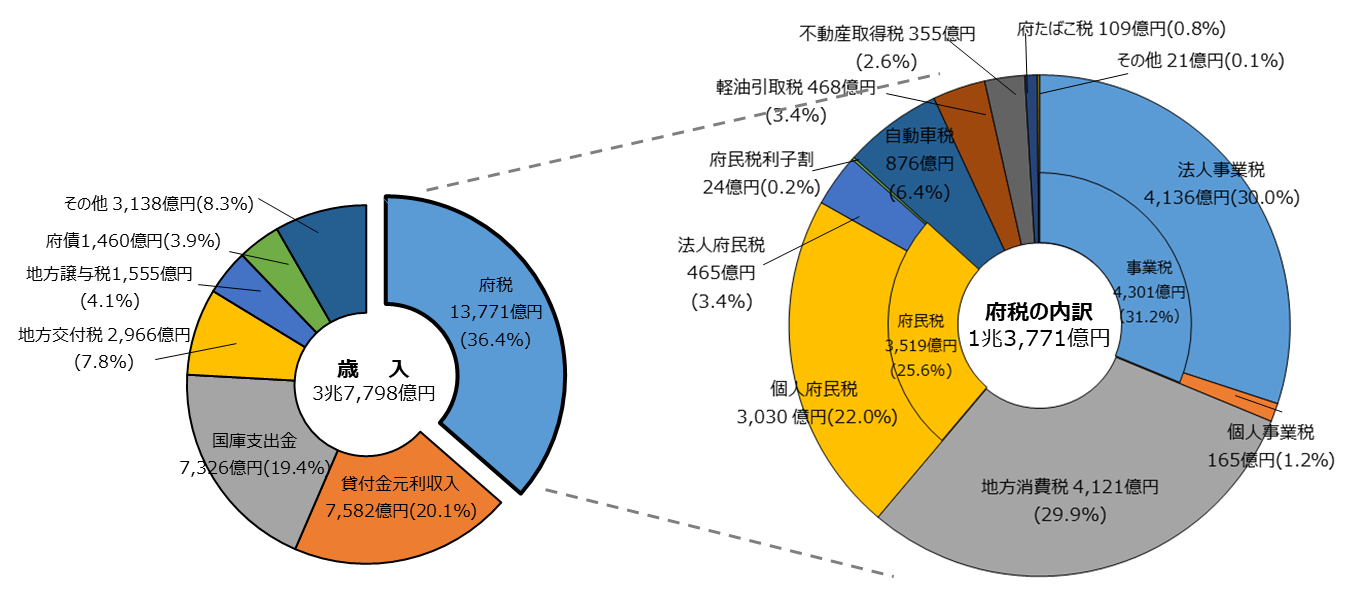 その他 3,138億円(8.3%)
府債1,460億円(3.9%)
地方譲与税1,555億円
(4.1%)
地方交付税 2,966億円
(7.8%)
国庫支出金
7,326億円(19.4%)
貸付金元利収入
7,582億円(20.1%)
府税
13,771億円
(36.4%)
歳 入
3兆7,798億円
不動産取得税 355億円
(2.6%)
府たばこ税 109億円(0.8%)
その他 21億円(0.1%)
軽油引取税 468億円
(3.4%)
自動車税
876億円
(6.4%)
府民税利子割
24億円(0.2%)
法人府民税
465億円
(3.4%)
個人府民税
3,030 億円(22.0%)
府民税
3,519億円
(25.6%)
府税の内訳
1兆3,771億円
事業税
4,301億円
(31.2%)
法人事業税
4,136億円(30.0%)
個人事業税
165億円(1.2%)
地方消費税 4,121億円
(29.9%)